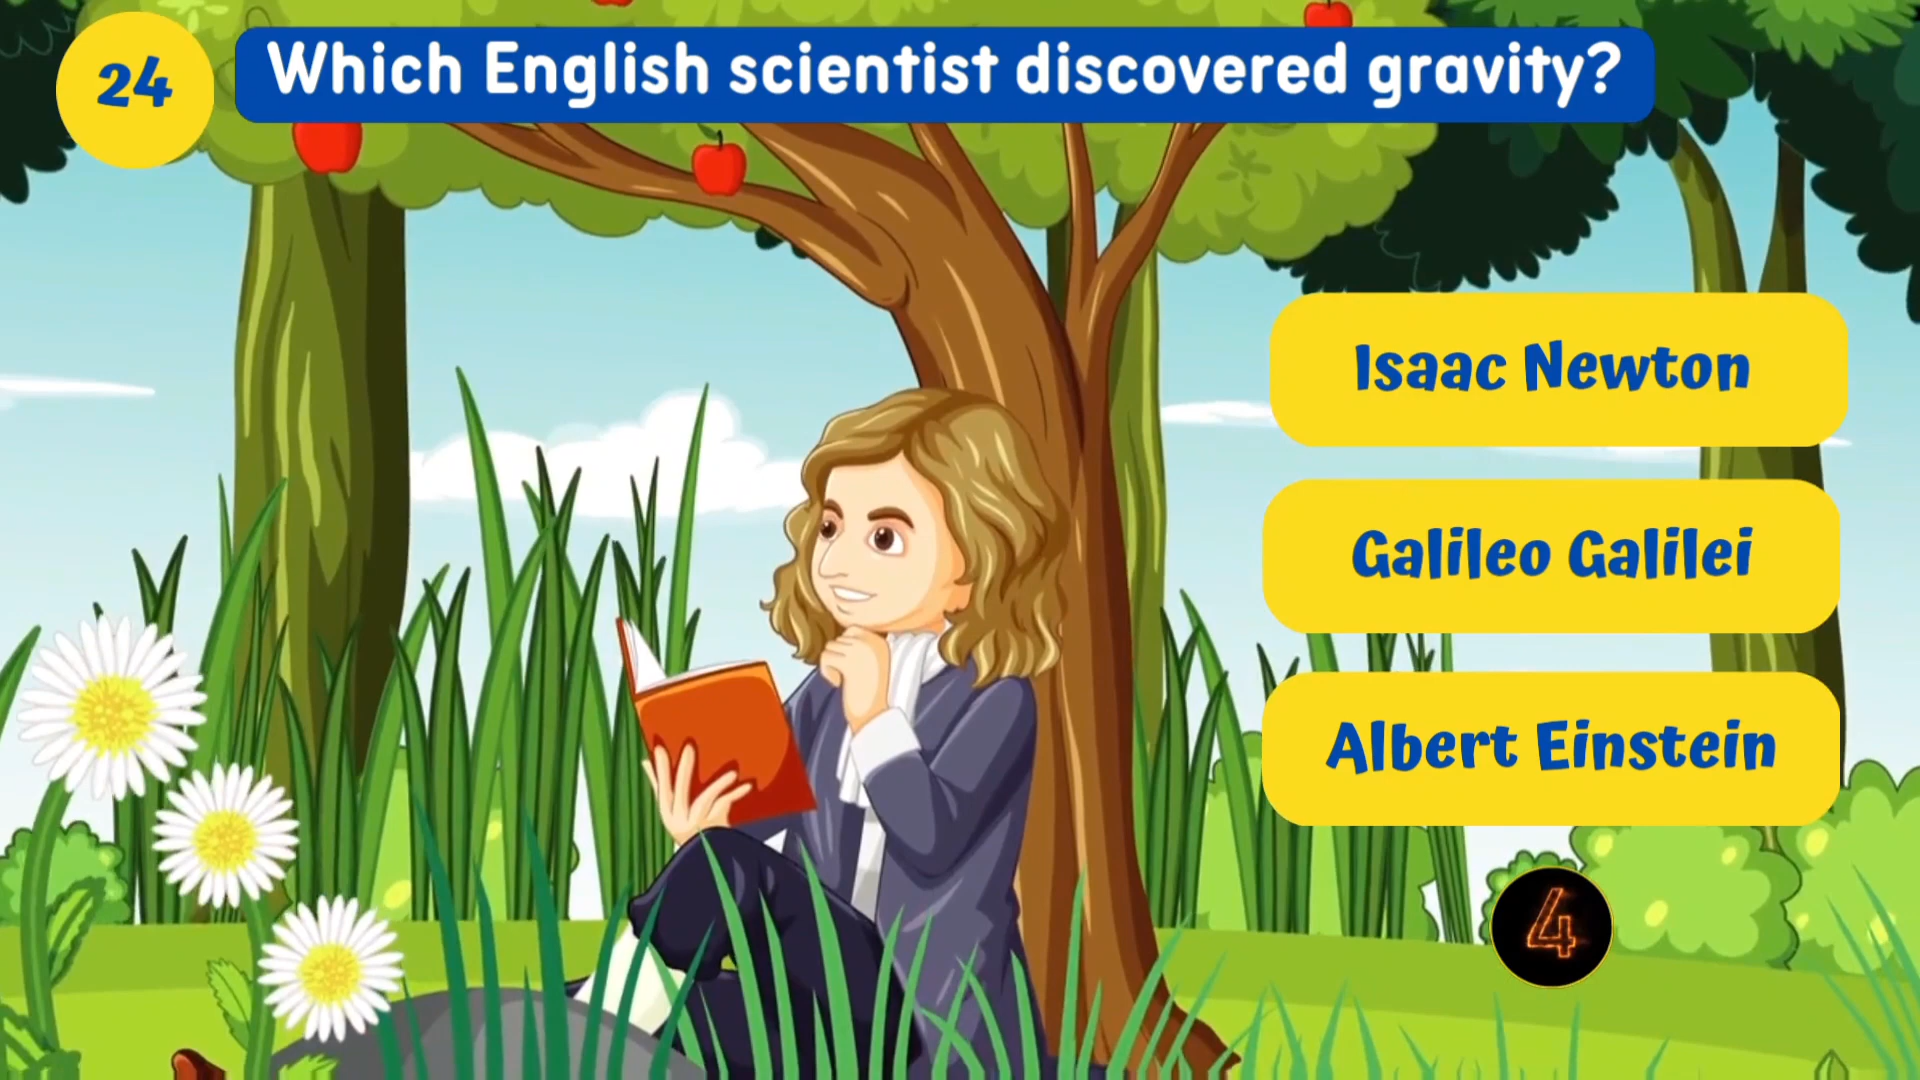 24
Which English scientist discovered gravity?
Isaac Newton
Galileo Galilei
Albert Einstein
4